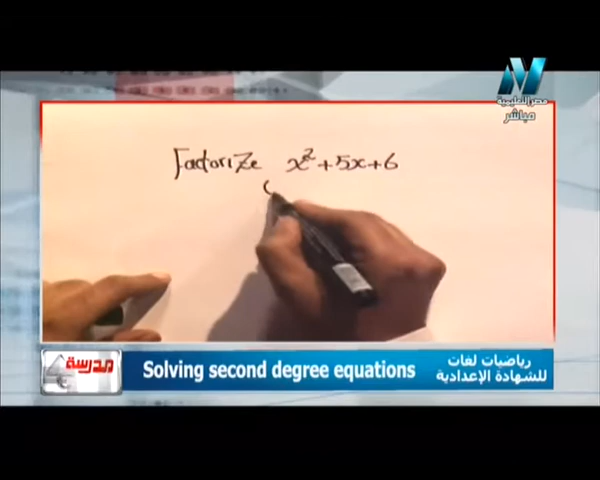 مصر التعليمية
مباشر
Factorize x²+5x+6
(
مدرسة
Solving second degree equations
رياضيات لغات
للشهادة الإعدادية